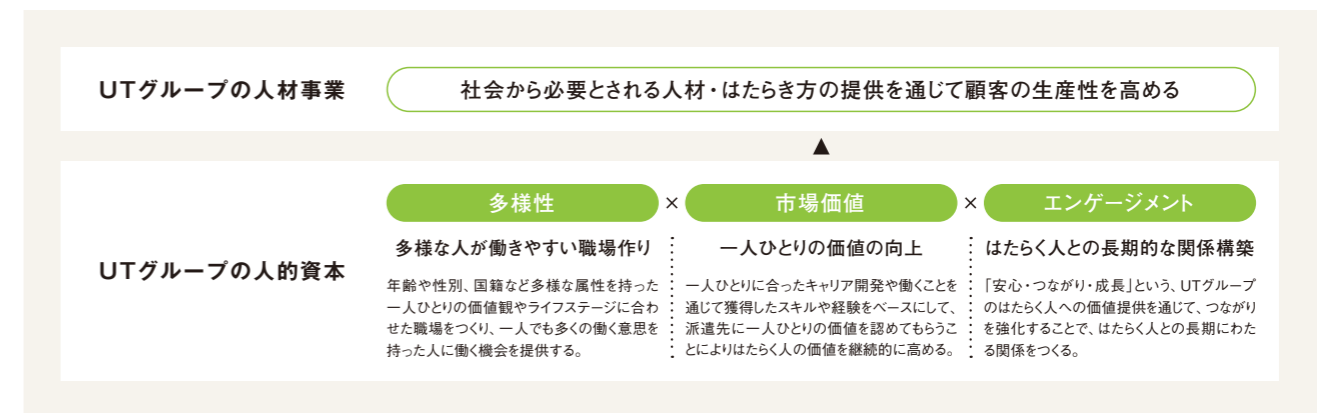 UTグループの人材事業
社会から必要とされる人材・はたらき方の提供を通じて顧客の生産性を高める
▲
UTグループの人的資本
多様性 × 市場価値 × エンゲージメント
多様な人が働きやすい職場作り
年齢や性別、国籍など多様な属性を持った
一人ひとりの価値観やライフステージに合わ
せた職場をつくり、一人でも多くの働く意思を
持った人に働く機会を提供する。
一人ひとりの価値の向上
一人ひとりに合ったキャリア開発や働くことを
通じて獲得したスキルや経験をベースにして、
派遣先に一人ひとりの価値を認めてもらうこ
とによりはたらく人の価値を継続的に高める。
はたらく人との長期的な関係構築
「安心・つながり・成長」という、UTグループ
のはたらく人への価値提供を通じて、つながり
を強化することで、はたらく人との長期にわた
る関係をつくる。